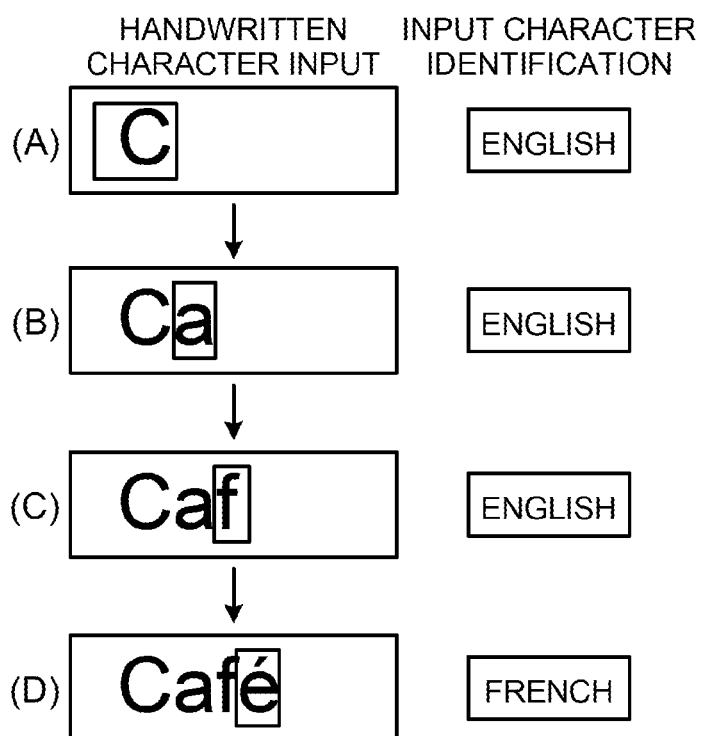 HANDWRITTEN CHARACTER INPUT
INPUT CHARACTER IDENTIFICATION
(A) C ENGLISH
(B) Ca ENGLISH
(C) Caf ENGLISH
(D) Café FRENCH